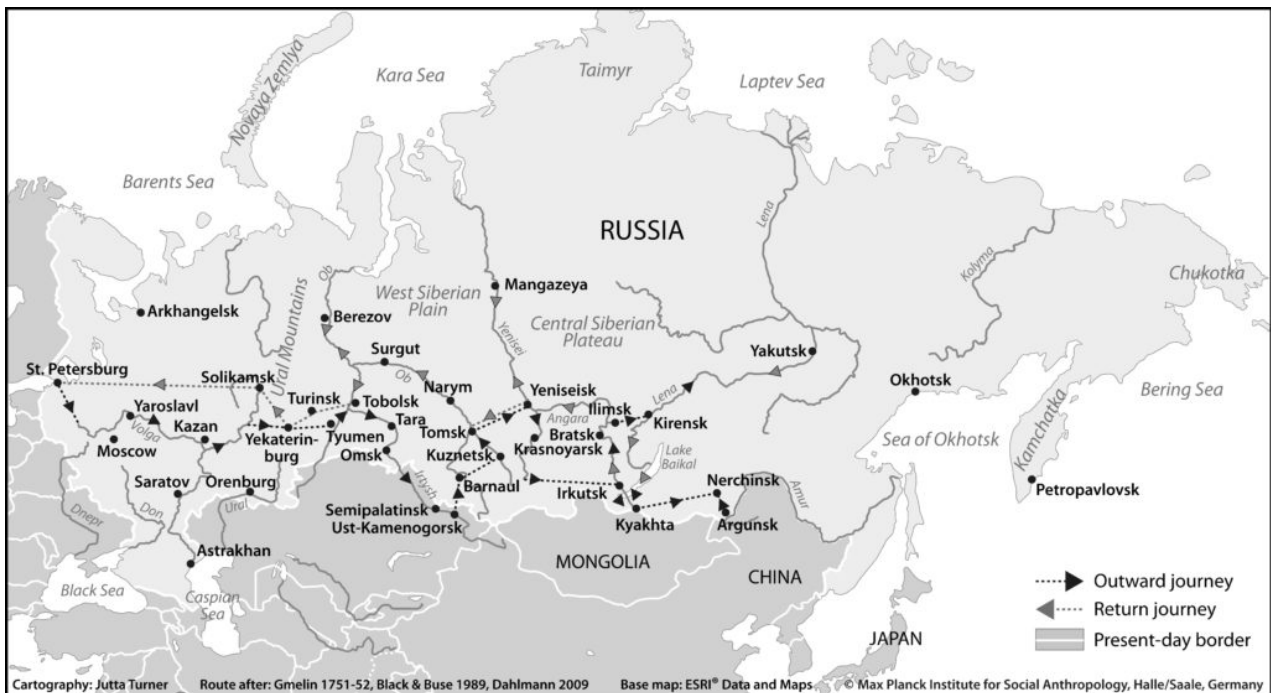 Kara Sea
Taimyr
Laptev Sea
Novaya Zemlya
Barents Sea
Lena
RUSSIA
Kolyma
Ob
Chukotka
Mangazeya
West Siberian
Plain
Arkhangelsk
Berezov
Ural Mountains
Yenisei
Central Siberian
Plateau
Yakutsk
Surgut
St. Petersburg
Solikamsk
Ob
Narym
Yeniseisk
Lena
Okhotsk
Bering Sea
Turinsk
Tobolsk
Ilimsk
Kirensk
Yaroslavl
Tara
Angara
Volga
Kazan
Tyumen
Tomsk
Bratsk
Sea of Okhotsk
Kamchatka
Moscow
Yekaterin-
burg
Omsk
Kuznetsk
Krasnoyarsk
Lake
Baikal
Saratov
Orenburg
Irtysh
Barnaul
Irkutsk
Nerchinsk
Petropavlovsk
Don
Ural
Semipalatinsk
Amur
Dnepr
Ust-Kamenogorsk
Kyakhta
Argunsk
Astrakhan
MONGOLIA
CHINA
Black Sea
Caspian
Sea
Outward journey
Return journey
JAPAN
Present-day border
Cartography: Jutta Turner Route after: Gmelin 1751-52, Black & Buse 1989, Dahlmann 2009 Base map: ESRI® Data and Maps © Max Planck Institute for Social Anthropology, Halle/Saale, Germany